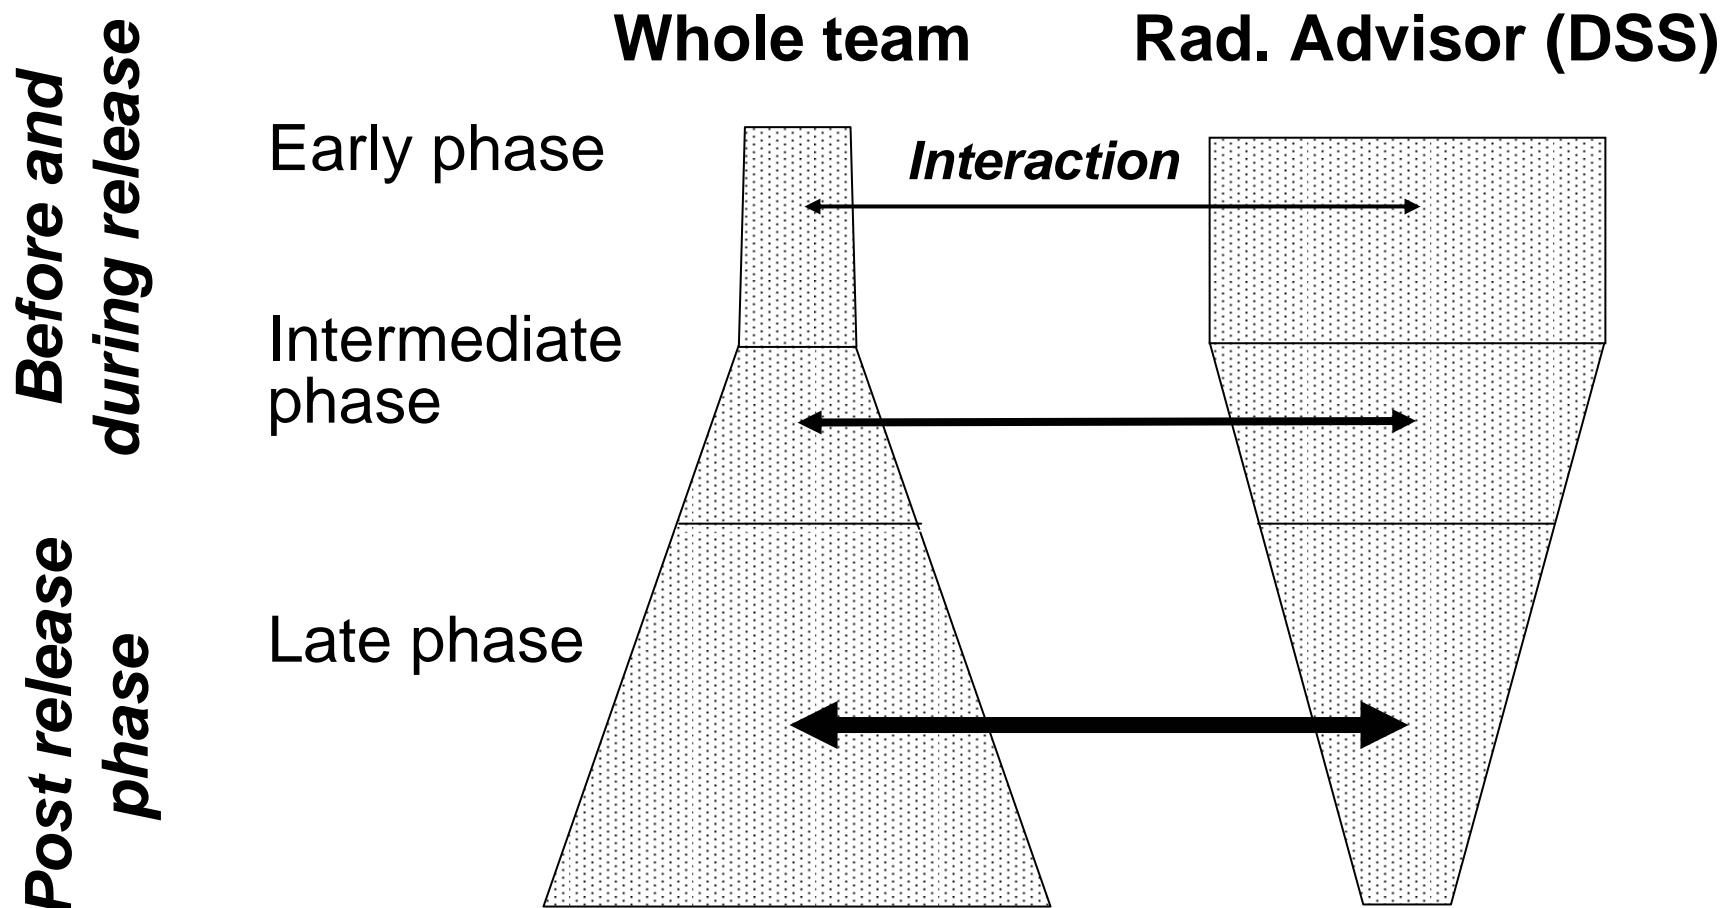 Whole team
Rad. Advisor (DSS)
Before and
during release
Early phase
Interaction
Intermediate
phase
Post release
phase
Late phase